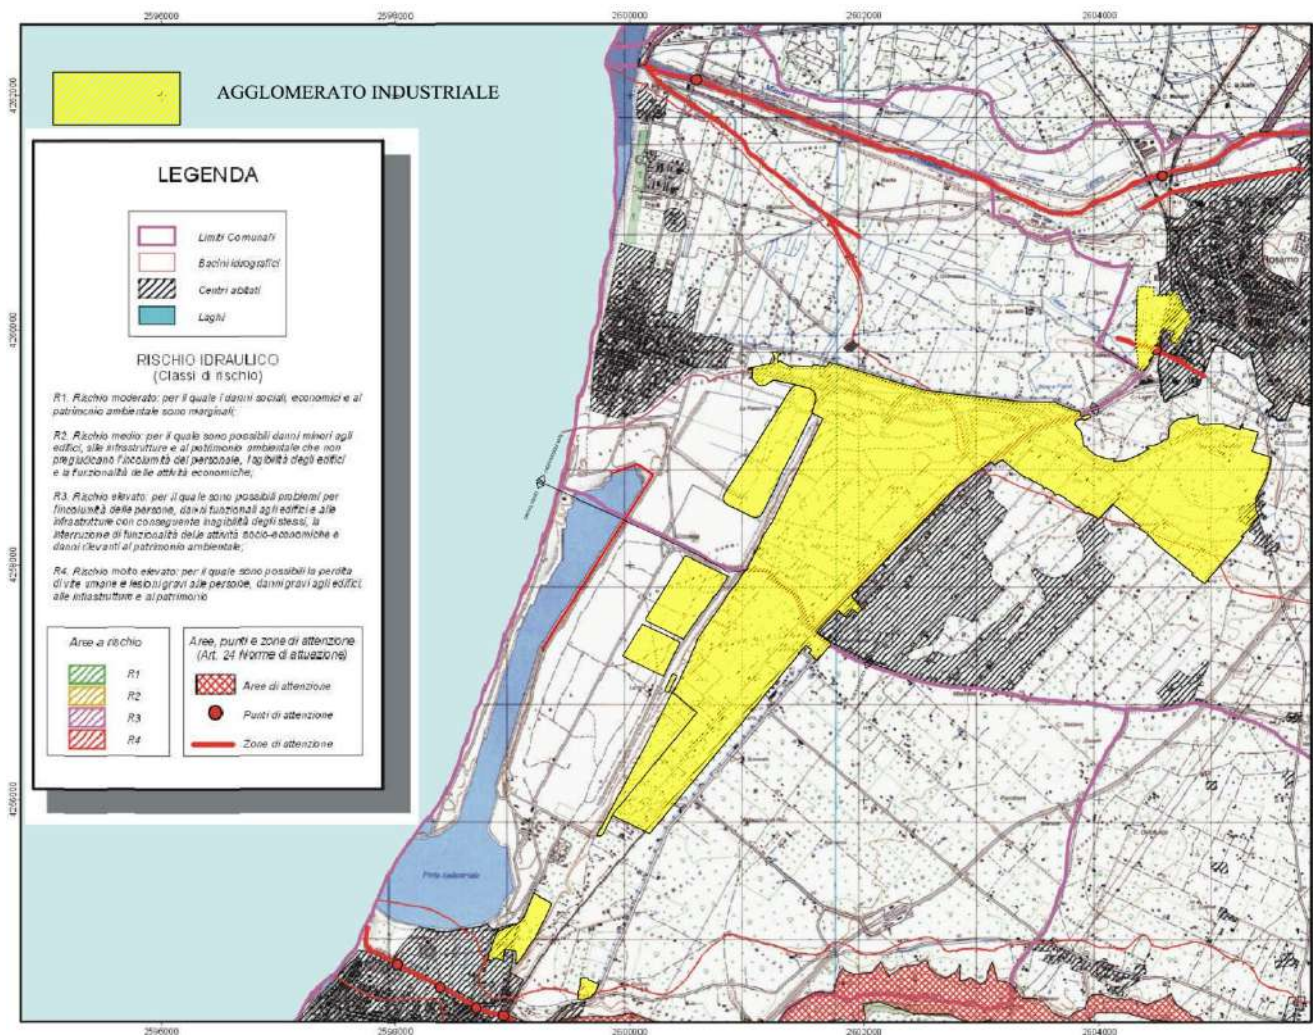 2596000 2598000 2600000 2602000 2604000
4262000
4260000
4258000
4256000
AGGLOMERATO INDUSTRIALE
LEGENDA
Limiti Comunali
Bacini idrografici
Centri abitati
Laghi
RISCHIO IDRAULICO
(Classi di rischio)
R1. Rischio moderato: per il quale i danni sociali, economici e al
patrimonio ambientale sono marginali;
R2. Rischio medio: per il quale sono possibili danni minori agli
edifici, alle infrastrutture e al patrimonio ambientale che non
pregiudicano l'incolumità del personale, l'agibilità degli edifici
e la funzionalità delle attività economiche;
R3. Rischio elevato: per il quale sono possibili problemi per
l'incolumità delle persone, danni funzionali agli edifici e alle
infrastrutture con conseguente inagibilità degli stessi, la
interruzione di funzionalità delle attività socio-economiche e
danni rilevanti al patrimonio ambientale;
R4. Rischio molto elevato: per il quale sono possibili la perdita
di vite umane e lesioni gravi alle persone, danni gravi agli edifici,
alle infrastrutture e al patrimonio
Aree a rischio
R1
R2
R3
R4
Aree, punti e zone di attenzione
(Art. 24 Norme di attuazione)
Aree di attenzione
Punti di attenzione
Zone di attenzione
Rosarno
Porto Industriale
2596000 2598000 2600000 2602000 2604000